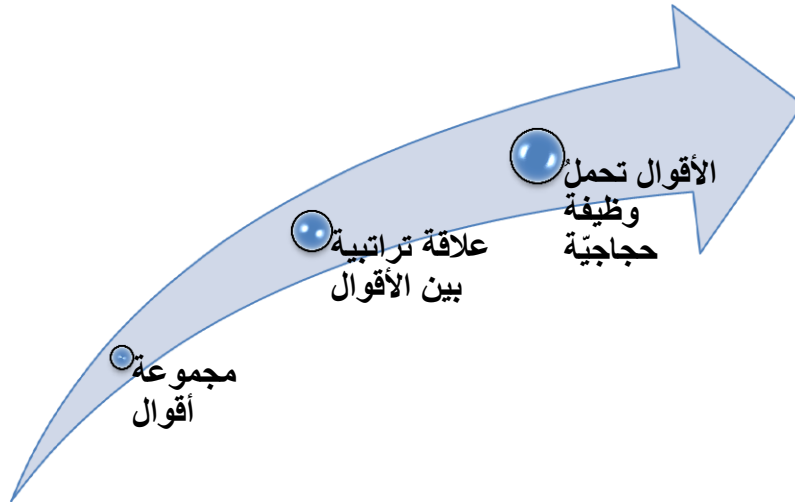 الأقوال تحملُ
وظيفة
حجاجيّة
علاقة تراتبية
بين الأقوال
مجموعة
أقوال